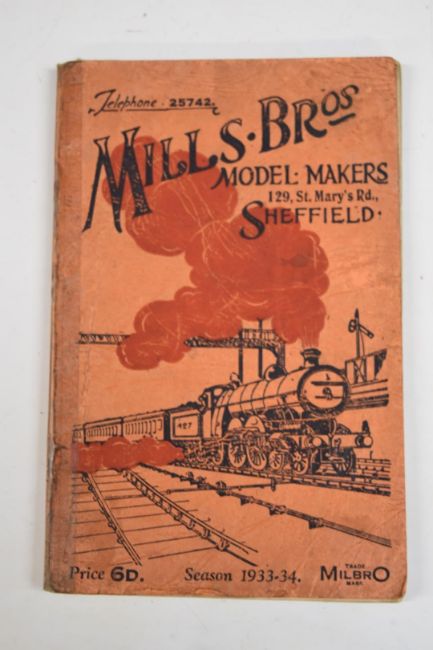 Telephone 25742.
MILLS. BROS
MODEL: MAKERS
129, St. Mary's Rd.,
SHEFFIELD.
427
Price 6D. Season 1933-34. TRADE MILBRO MARK